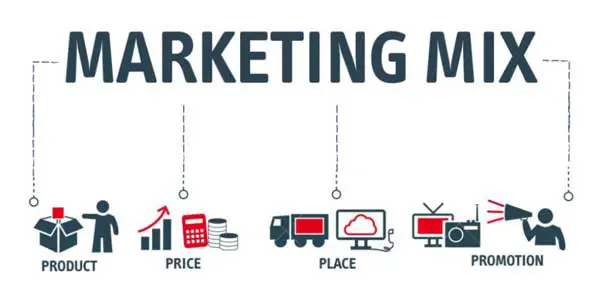 MARKETING MIX
PRODUCT
PRICE
PLACE
PROMOTION